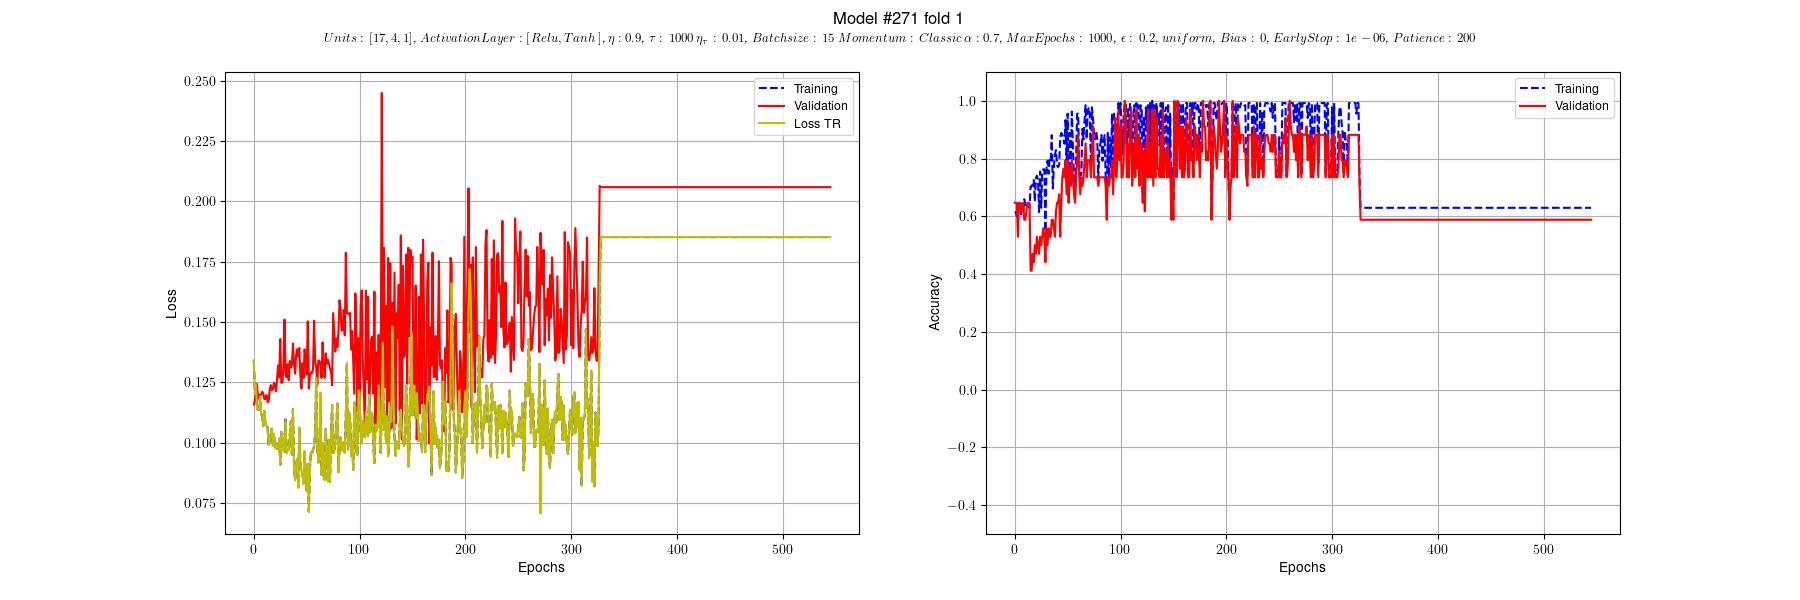 Model #271 fold 1
Units : [17, 4, 1], ActivationLayer : [Relu, Tanh], η : 0.9, τ : 1000 η_τ : 0.01, Batchsize : 15 Momentum : Classic α : 0.7, MaxEpochs : 1000, ϵ : 0.2, uniform, Bias : 0, EarlyStop : 1e − 06, Patience : 200
Loss
0.250
0.225
0.200
0.175
0.150
0.125
0.100
0.075
Training
Validation
Loss TR
0 100 200 300 400 500
Epochs
Accuracy
1.0
0.8
0.6
0.4
0.2
0.0
−0.2
−0.4
Training
Validation
0 100 200 300 400 500
Epochs